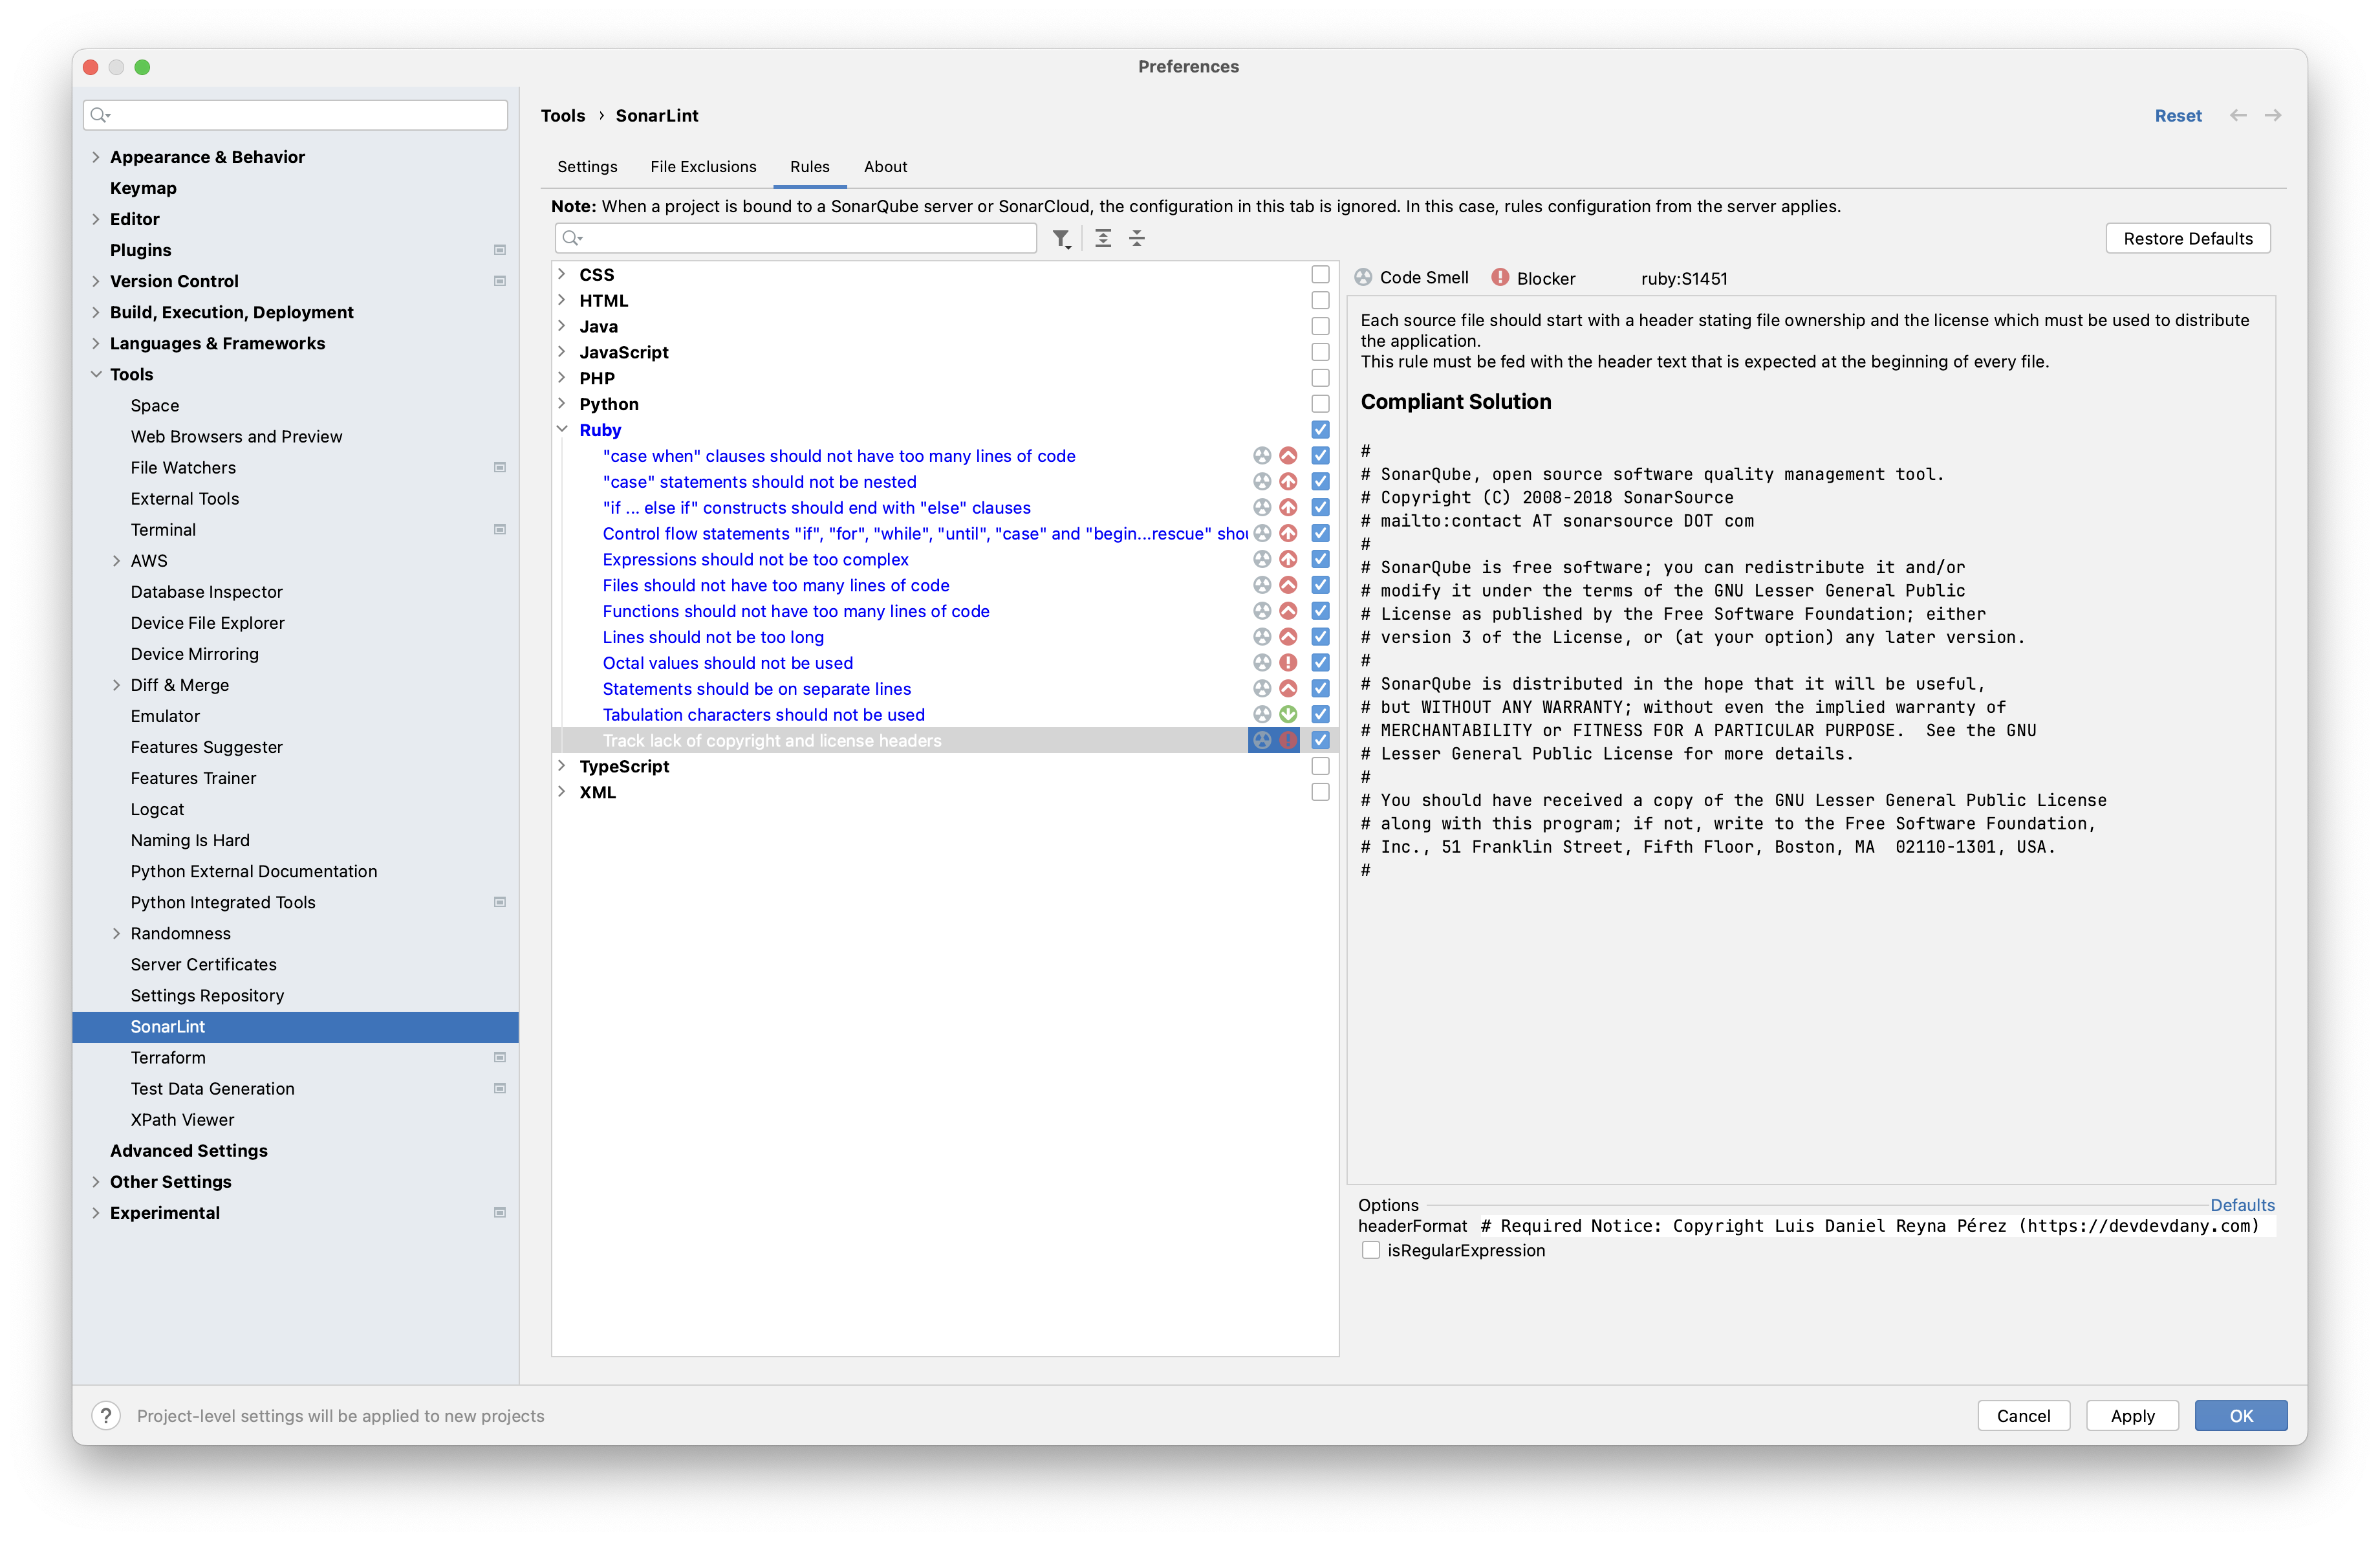 Preferences
Appearance & Behavior
Keymap
Editor
Plugins
Version Control
Build, Execution, Deployment
Languages & Frameworks
Tools
Space
Web Browsers and Preview
File Watchers
External Tools
Terminal
AWS
Database Inspector
Device File Explorer
Device Mirroring
Diff & Merge
Emulator
Features Suggester
Features Trainer
Logcat
Naming Is Hard
Python External Documentation
Python Integrated Tools
Randomness
Server Certificates
Settings Repository
SonarLint
Terraform
Test Data Generation
XPath Viewer
Advanced Settings
Other Settings
Experimental
Tools › SonarLint
Reset
Settings File Exclusions Rules About
Note: When a project is bound to a SonarQube server or SonarCloud, the configuration in this tab is ignored. In this case, rules configuration from the server applies.
Restore Defaults
CSS
HTML
Java
JavaScript
PHP
Python
Ruby
"case when" clauses should not have too many lines of code
"case" statements should not be nested
"if ... else if" constructs should end with "else" clauses
Control flow statements "if", "for", "while", "until", "case" and "begin...rescue" shou
Expressions should not be too complex
Files should not have too many lines of code
Functions should not have too many lines of code
Lines should not be too long
Octal values should not be used
Statements should be on separate lines
Tabulation characters should not be used
Track lack of copyright and license headers
TypeScript
XML
Code Smell Blocker ruby:S1451
Each source file should start with a header stating file ownership and the license which must be used to distribute
the application.
This rule must be fed with the header text that is expected at the beginning of every file.
Compliant Solution
#
# SonarQube, open source software quality management tool.
# Copyright (C) 2008-2018 SonarSource
# mailto:contact AT sonarsource DOT com
#
# SonarQube is free software; you can redistribute it and/or
# modify it under the terms of the GNU Lesser General Public
# License as published by the Free Software Foundation; either
# version 3 of the License, or (at your option) any later version.
#
# SonarQube is distributed in the hope that it will be useful,
# but WITHOUT ANY WARRANTY; without even the implied warranty of
# MERCHANTABILITY or FITNESS FOR A PARTICULAR PURPOSE.  See the GNU
# Lesser General Public License for more details.
#
# You should have received a copy of the GNU Lesser General Public License
# along with this program; if not, write to the Free Software Foundation,
# Inc., 51 Franklin Street, Fifth Floor, Boston, MA  02110-1301, USA.
#
Options Defaults
headerFormat # Required Notice: Copyright Luis Daniel Reyna Pérez (https://devdevdany.com)
isRegularExpression
? Project-level settings will be applied to new projects
Cancel Apply OK